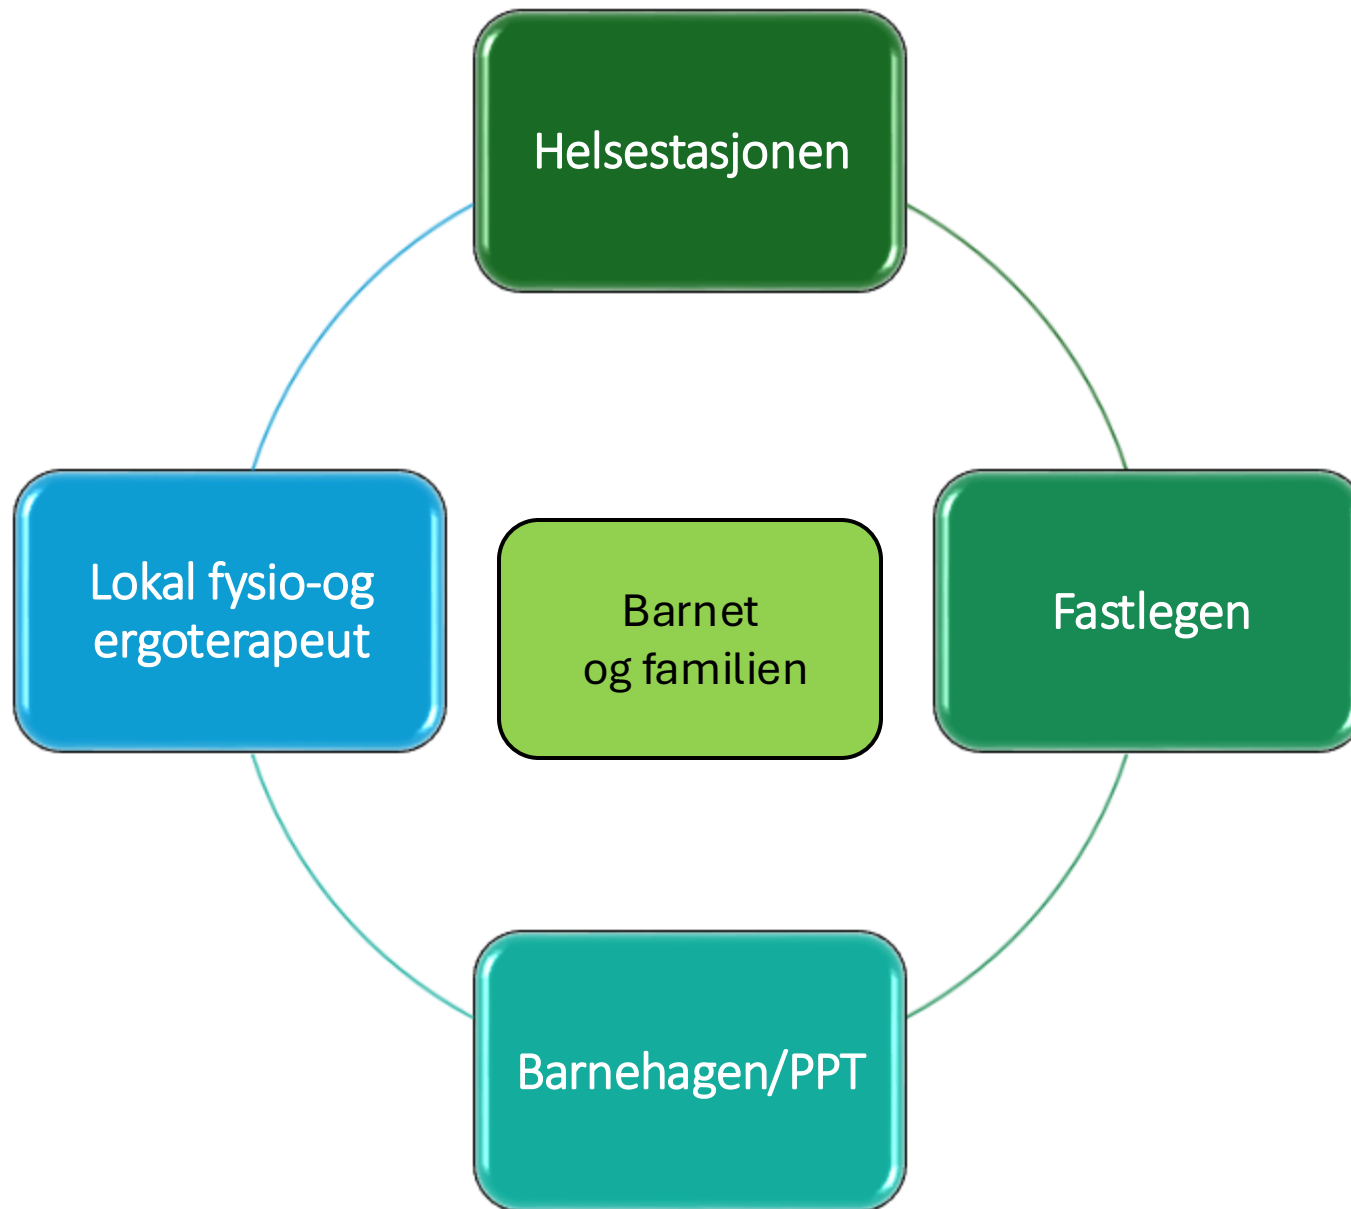 Helsestasjonen
Lokal fysio-og
ergoterapeut
Barnet
og familien
Fastlegen
Barnehagen/PPT